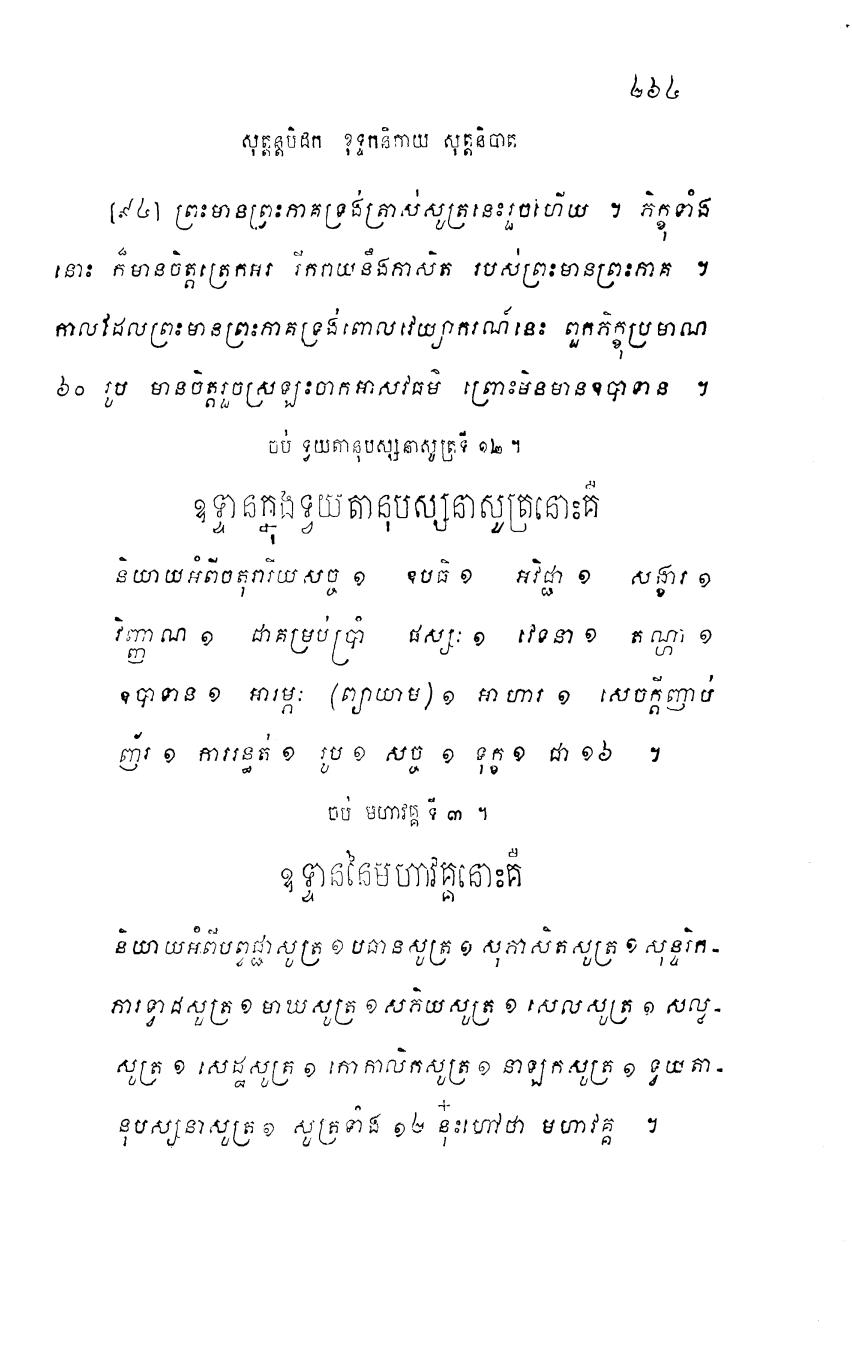 ២៦៤
សុត្តន្តបិដក ខុទ្ទកនិកាយ សុត្តនិបាត
[៩៤] ព្រះមានព្រះភាគទ្រង់ត្រាស់សូត្រនេះរួចហើយ ។ ភិក្ខុទាំង
នោះ ក៏មានចិត្តត្រេកអរ រីករាយនឹងភាសិត របស់ព្រះមានព្រះភាគ ។
កាលដែលព្រះមានព្រះភាគទ្រង់ពោលវេយ្យាករណ៍នេះ ពួកភិក្ខុប្រមាណ
៦០ រូប មានចិត្តរួចស្រឡះចាកអាសវធម៌ ព្រោះមិនមានឧបាទាន ។
ចប់ ទ្វយតានុបស្សនាសូត្រទី ១២ ។
ឧទ្ទានក្នុងទ្វយតានុបស្សនាសូត្រនោះគឺ
និយាយអំពីចតុរារីយសច្ច ១ ឧបធិ ១ អវិជ្ជា ១ សង្ខារ ១
វិញ្ញាណ ១ ជាគម្រប់ប្រាំ ផស្សៈ ១ វេទនា ១ តណ្ហា ១
ឧបាទាន ១ អារម្ភៈ (ព្យាយាម) ១ អាហារ ១ សេចក្តីញាប់
ញ័រ ១ ការរន្ធត់ ១ រូប ១ សច្ច ១ ទុក្ខ ១ ជា ១៦ ។
ចប់ មហាវគ្គ ទី ៣ ។
ឧទ្ទាននៃមហាវគ្គនោះគឺ
និយាយអំពីបព្វជ្ជាសូត្រ ១ បធានសូត្រ ១ សុភាសិតសូត្រ ១ សុន្ទរិក-
ភារទ្វាជសូត្រ ១ មាឃសូត្រ ១ សភិយសូត្រ ១ សេលសូត្រ ១ សល្ល-
សូត្រ ១ សេដ្ឋសូត្រ ១ កោកាលិកសូត្រ ១ នាឡកសូត្រ ១ ទ្វយតា-
នុបស្សនាសូត្រ ១ សូត្រទាំង ១២ នុ៎ះហៅថា មហាវគ្គ ។